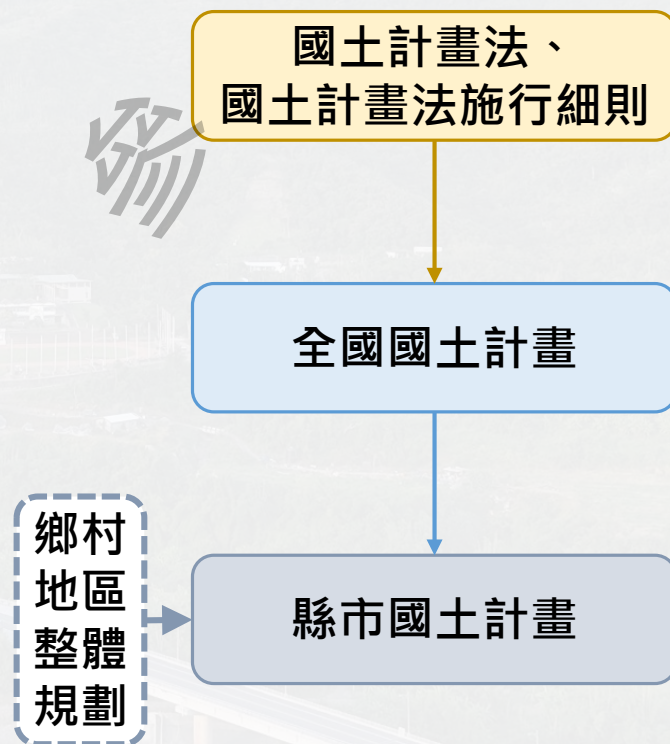 國土計畫法、
國土計畫法施行細則
參
全國國土計畫
鄉村
地區
整體
規劃
縣市國土計畫